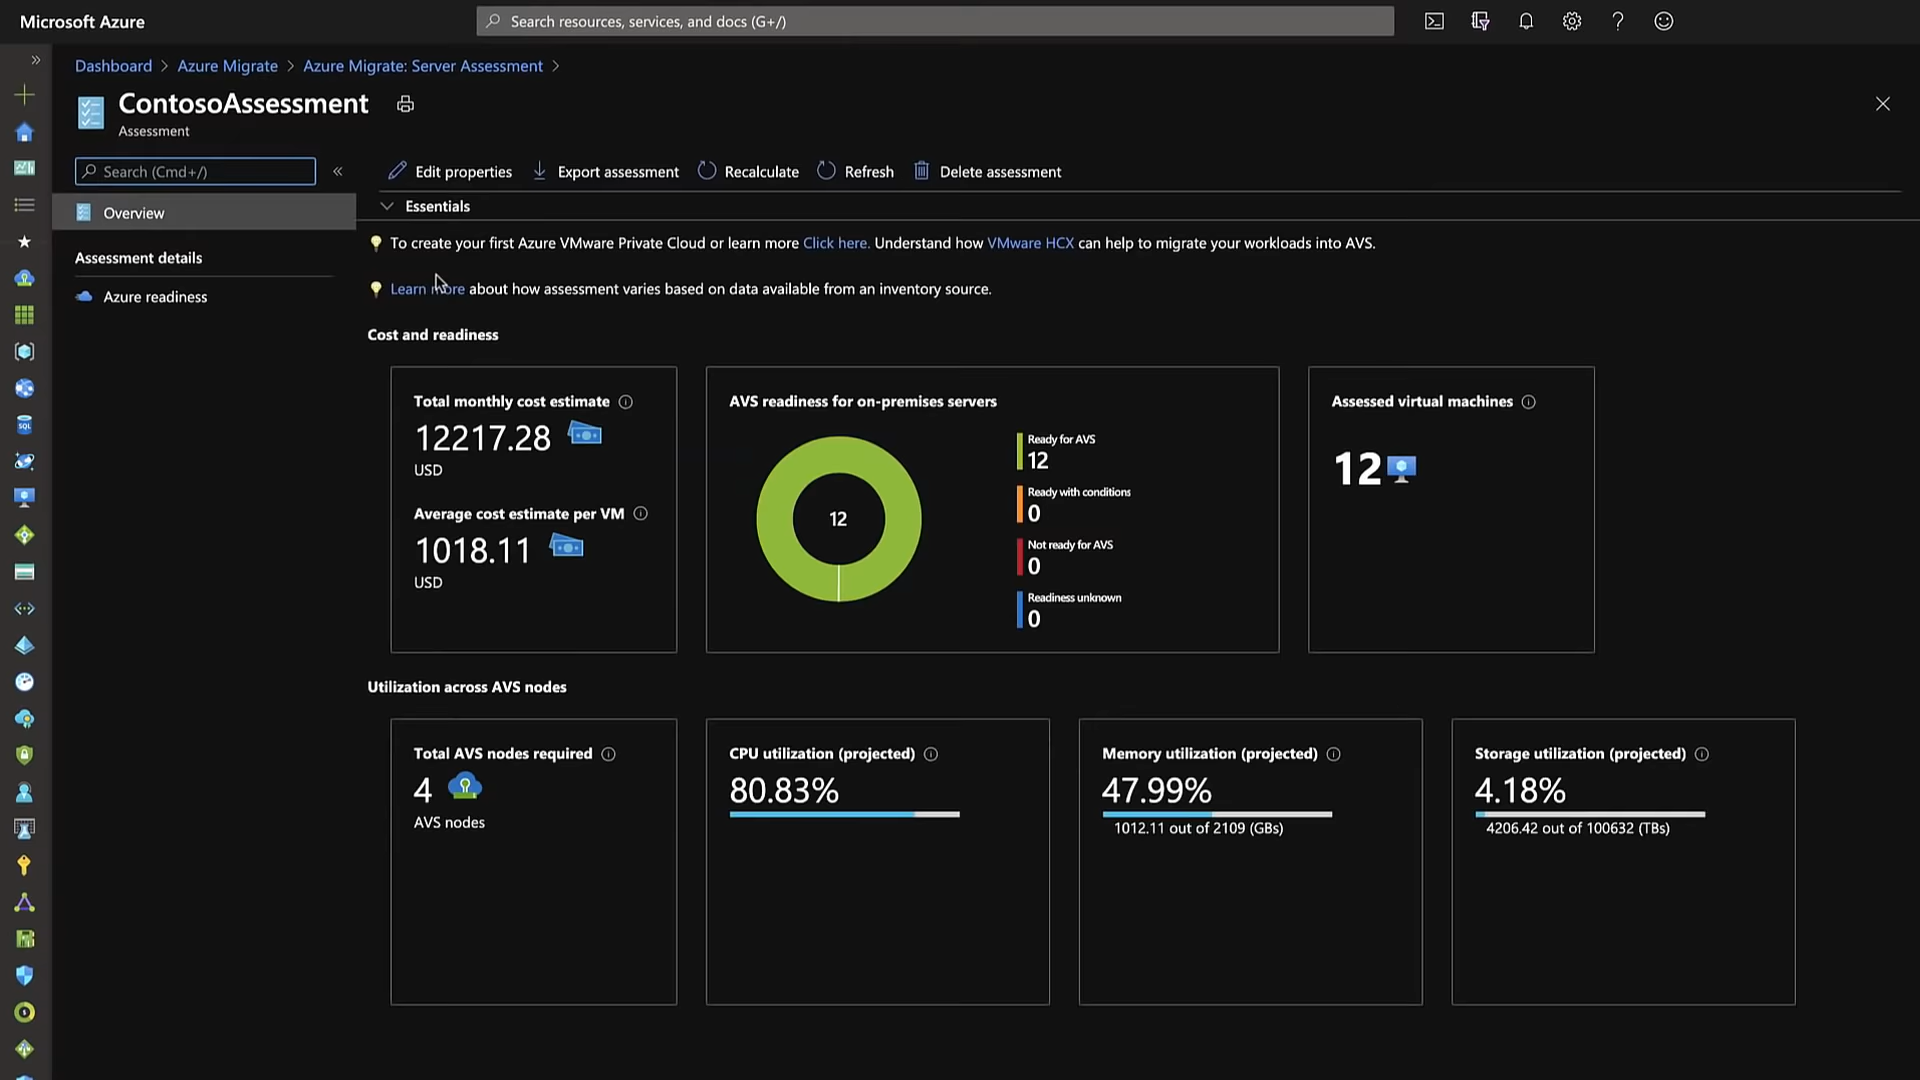 Microsoft Azure
Search resources, services, and docs (G+/)
Dashboard > Azure Migrate > Azure Migrate: Server Assessment >
ContosoAssessment
Assessment
Search (Cmd+/)
Edit properties
Export assessment
Recalculate
Refresh
Delete assessment
Overview
Assessment details
Azure readiness
Essentials
To create your first Azure VMware Private Cloud or learn more Click here. Understand how VMware HCX can help to migrate your workloads into AVS.
Learn more about how assessment varies based on data available from an inventory source.
Cost and readiness
Total monthly cost estimate
12217.28
USD
Average cost estimate per VM
1018.11
USD
AVS readiness for on-premises servers
12
Ready for AVS
12
Ready with conditions
0
Not ready for AVS
0
Readiness unknown
0
Assessed virtual machines
12
Utilization across AVS nodes
Total AVS nodes required
4
AVS nodes
CPU utilization (projected)
80.83%
Memory utilization (projected)
47.99%
1012.11 out of 2109 (GBs)
Storage utilization (projected)
4.18%
4206.42 out of 100632 (TBs)